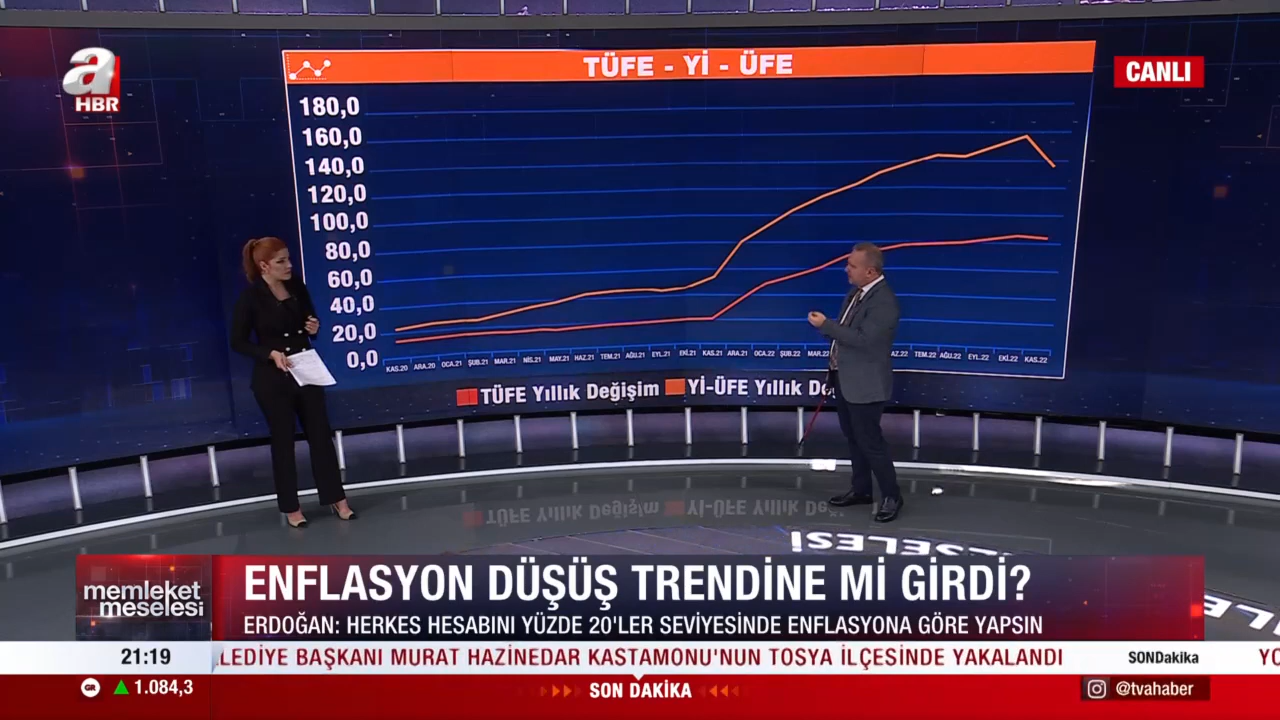 a
HBR
CANLI
TÜFE - Yİ - ÜFE
180,0
160,0
140,0
120,0
100,0
80,0
60,0
40,0
20,0
0,0
KAS.20 ARA.20 OCA.21 ŞUB.21 MAR.21 NİS.21 MAY.21 HAZ.21 TEM.21 AĞU.21 EYL.21 EKİ.21 KAS.21 ARA.21 OCA.22 ŞUB.22 MAR.22 AZ.22 TEM.22 AĞU.22 EYL.22 EKİ.22 KAS.22
TÜFE Yıllık Değişim Yİ-ÜFE Yıllık De
memleket
meselesi
ENFLASYON DÜŞÜŞ TRENDİNE Mİ GİRDİ?
ERDOĞAN: HERKES HESABINI YÜZDE 20'LER SEVİYESİNDE ENFLASYONA GÖRE YAPSIN
21:19 LEDİYE BAŞKANI MURAT HAZİNEDAR KASTAMONU'NUN TOSYA İLÇESİNDE YAKALANDI SONDakika YO
GR 1.084,3 SON DAKİKA @tvahaber